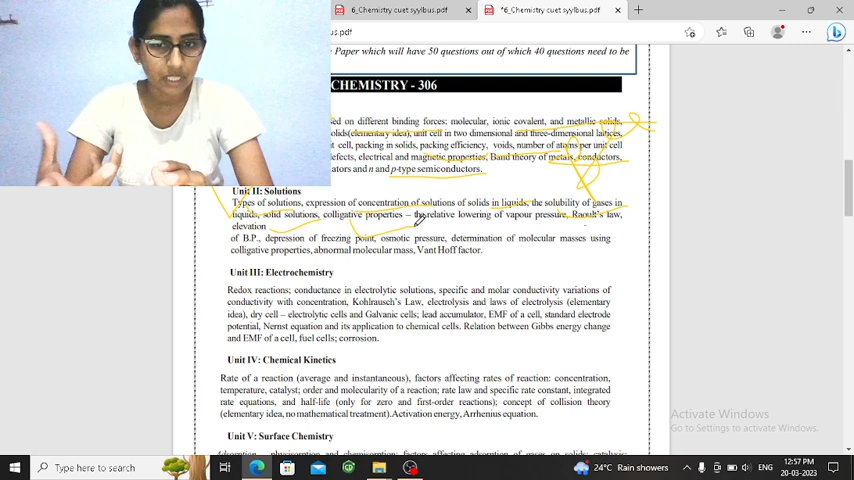 6_Chemistry cuet syylbus.pdf
*6_Chemistry cuet syylbus.pdf
us.pdf
Paper which will have 50 questions out of which 40 questions need to be
CHEMISTRY - 306
ed on different binding forces: molecular, ionic covalent, and metallic solids,
olids(elementary idea), unit cell in two dimensional and three-dimensional lattices,
t cell, packing in solids, packing efficiency, voids, number of atoms per unit cell
efects, electrical and magnetic properties, Band theory of metals, conductors,
ators and n and p-type semiconductors.
Unit II: Solutions
Types of solutions, expression of concentration of solutions of solids in liquids, the solubility of gases in
liquids, solid solutions, colligative properties – the relative lowering of vapour pressure, Raoult's law,
elevation
of B.P., depression of freezing point, osmotic pressure, determination of molecular masses using
colligative properties, abnormal molecular mass, Vant Hoff factor.
Unit III: Electrochemistry
Redox reactions; conductance in electrolytic solutions, specific and molar conductivity variations of
conductivity with concentration, Kohlrausch's Law, electrolysis and laws of electrolysis (elementary
idea), dry cell – electrolytic cells and Galvanic cells; lead accumulator, EMF of a cell, standard electrode
potential, Nernst equation and its application to chemical cells. Relation between Gibbs energy change
and EMF of a cell, fuel cells; corrosion.
Unit IV: Chemical Kinetics
Rate of a reaction (average and instantaneous), factors affecting rates of reaction: concentration,
temperature, catalyst; order and molecularity of a reaction; rate law and specific rate constant, integrated
rate equations, and half-life (only for zero and first-order reactions); concept of collision theory
(elementary idea, no mathematical treatment).Activation energy, Arrhenius equation.
Unit V: Surface Chemistry
Adsorption – physisorption and chemisorption; factors affecting adsorption of gases on solids; catalysis:
Activate Windows
Go to Settings to activate Windows.
Type here to search
24°C Rain showers
ENG
12:57 PM
20-03-2023